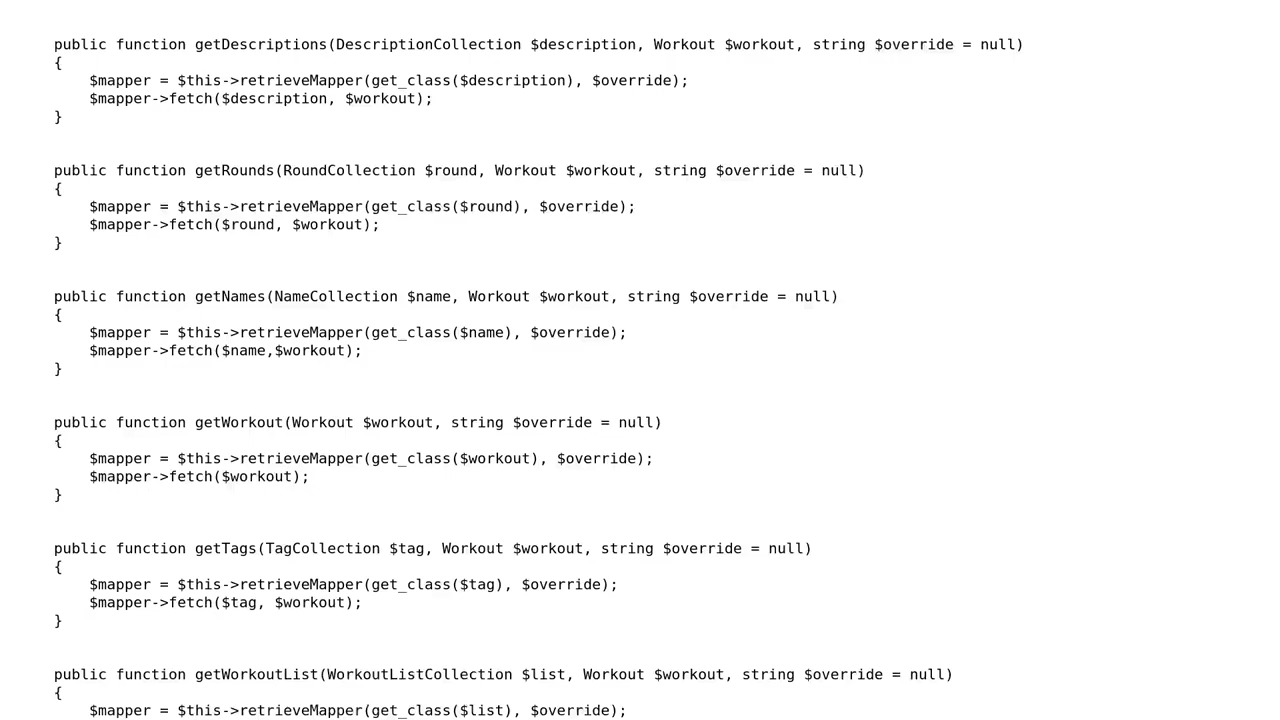 public function getDescriptions(DescriptionCollection $description, Workout $workout, string $override = null)
{
    $mapper = $this->retrieveMapper(get_class($description), $override);
    $mapper->fetch($description, $workout);
}
public function getRounds(RoundCollection $round, Workout $workout, string $override = null)
{
    $mapper = $this->retrieveMapper(get_class($round), $override);
    $mapper->fetch($round, $workout);
}
public function getNames(NameCollection $name, Workout $workout, string $override = null)
{
    $mapper = $this->retrieveMapper(get_class($name), $override);
    $mapper->fetch($name,$workout);
}
public function getWorkout(Workout $workout, string $override = null)
{
    $mapper = $this->retrieveMapper(get_class($workout), $override);
    $mapper->fetch($workout);
}
public function getTags(TagCollection $tag, Workout $workout, string $override = null)
{
    $mapper = $this->retrieveMapper(get_class($tag), $override);
    $mapper->fetch($tag, $workout);
}
public function getWorkoutList(WorkoutListCollection $list, Workout $workout, string $override = null)
{
    $mapper = $this->retrieveMapper(get_class($list), $override);